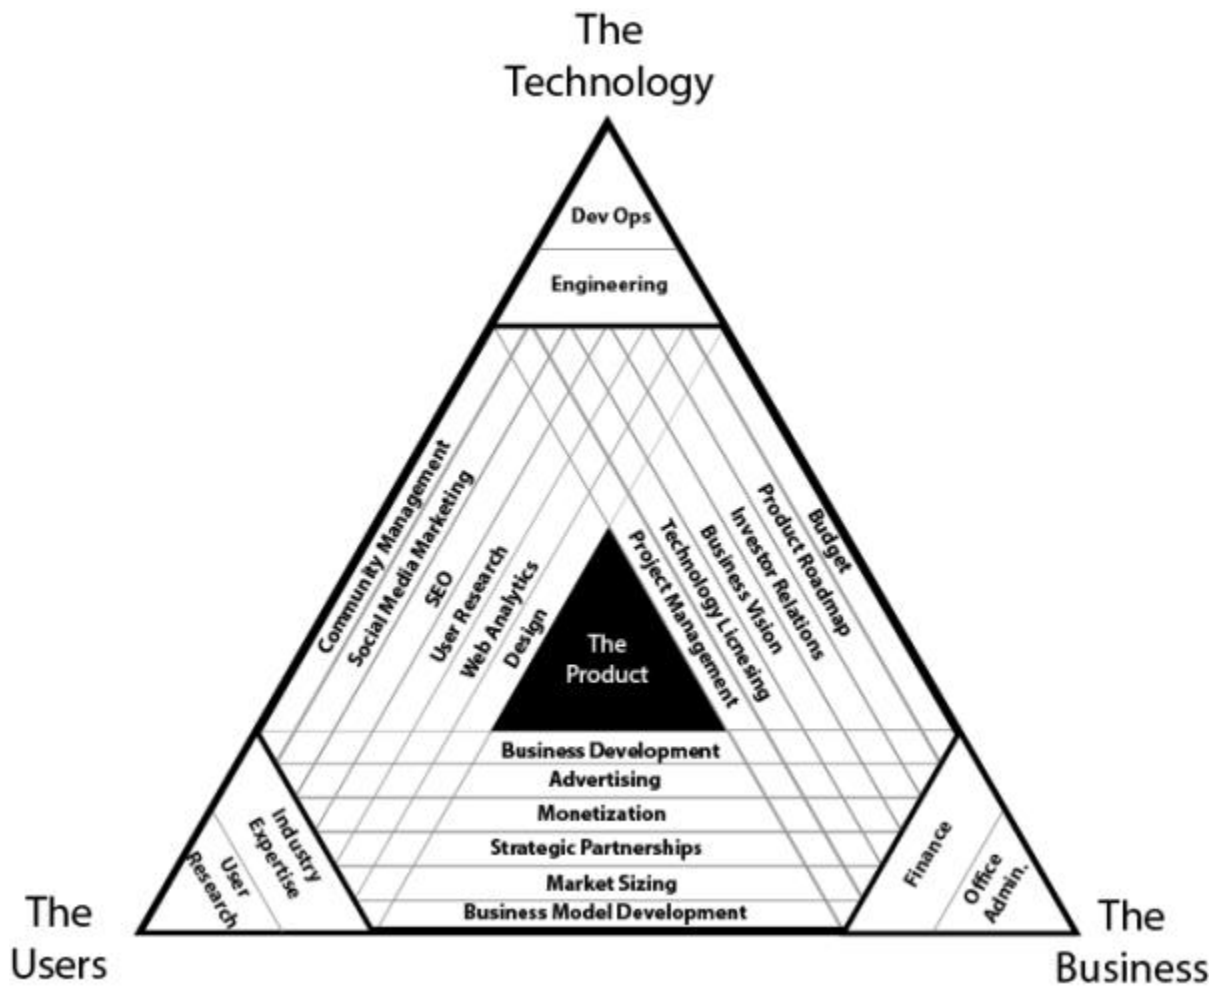 The
Technology
Dev Ops
Engineering
Community Management
Social Media Marketing
SEO
User Research
Web Analytics
Design
The
Product
Project Management
Technology Licnesing
Business Vision
Investor Relations
Product Roadmap
Budget
Business Development
Advertising
Monetization
Strategic Partnerships
Market Sizing
Business Model Development
Industry
Expertise
User
Research
Finance
Office
Admin.
The
Users
The
Business